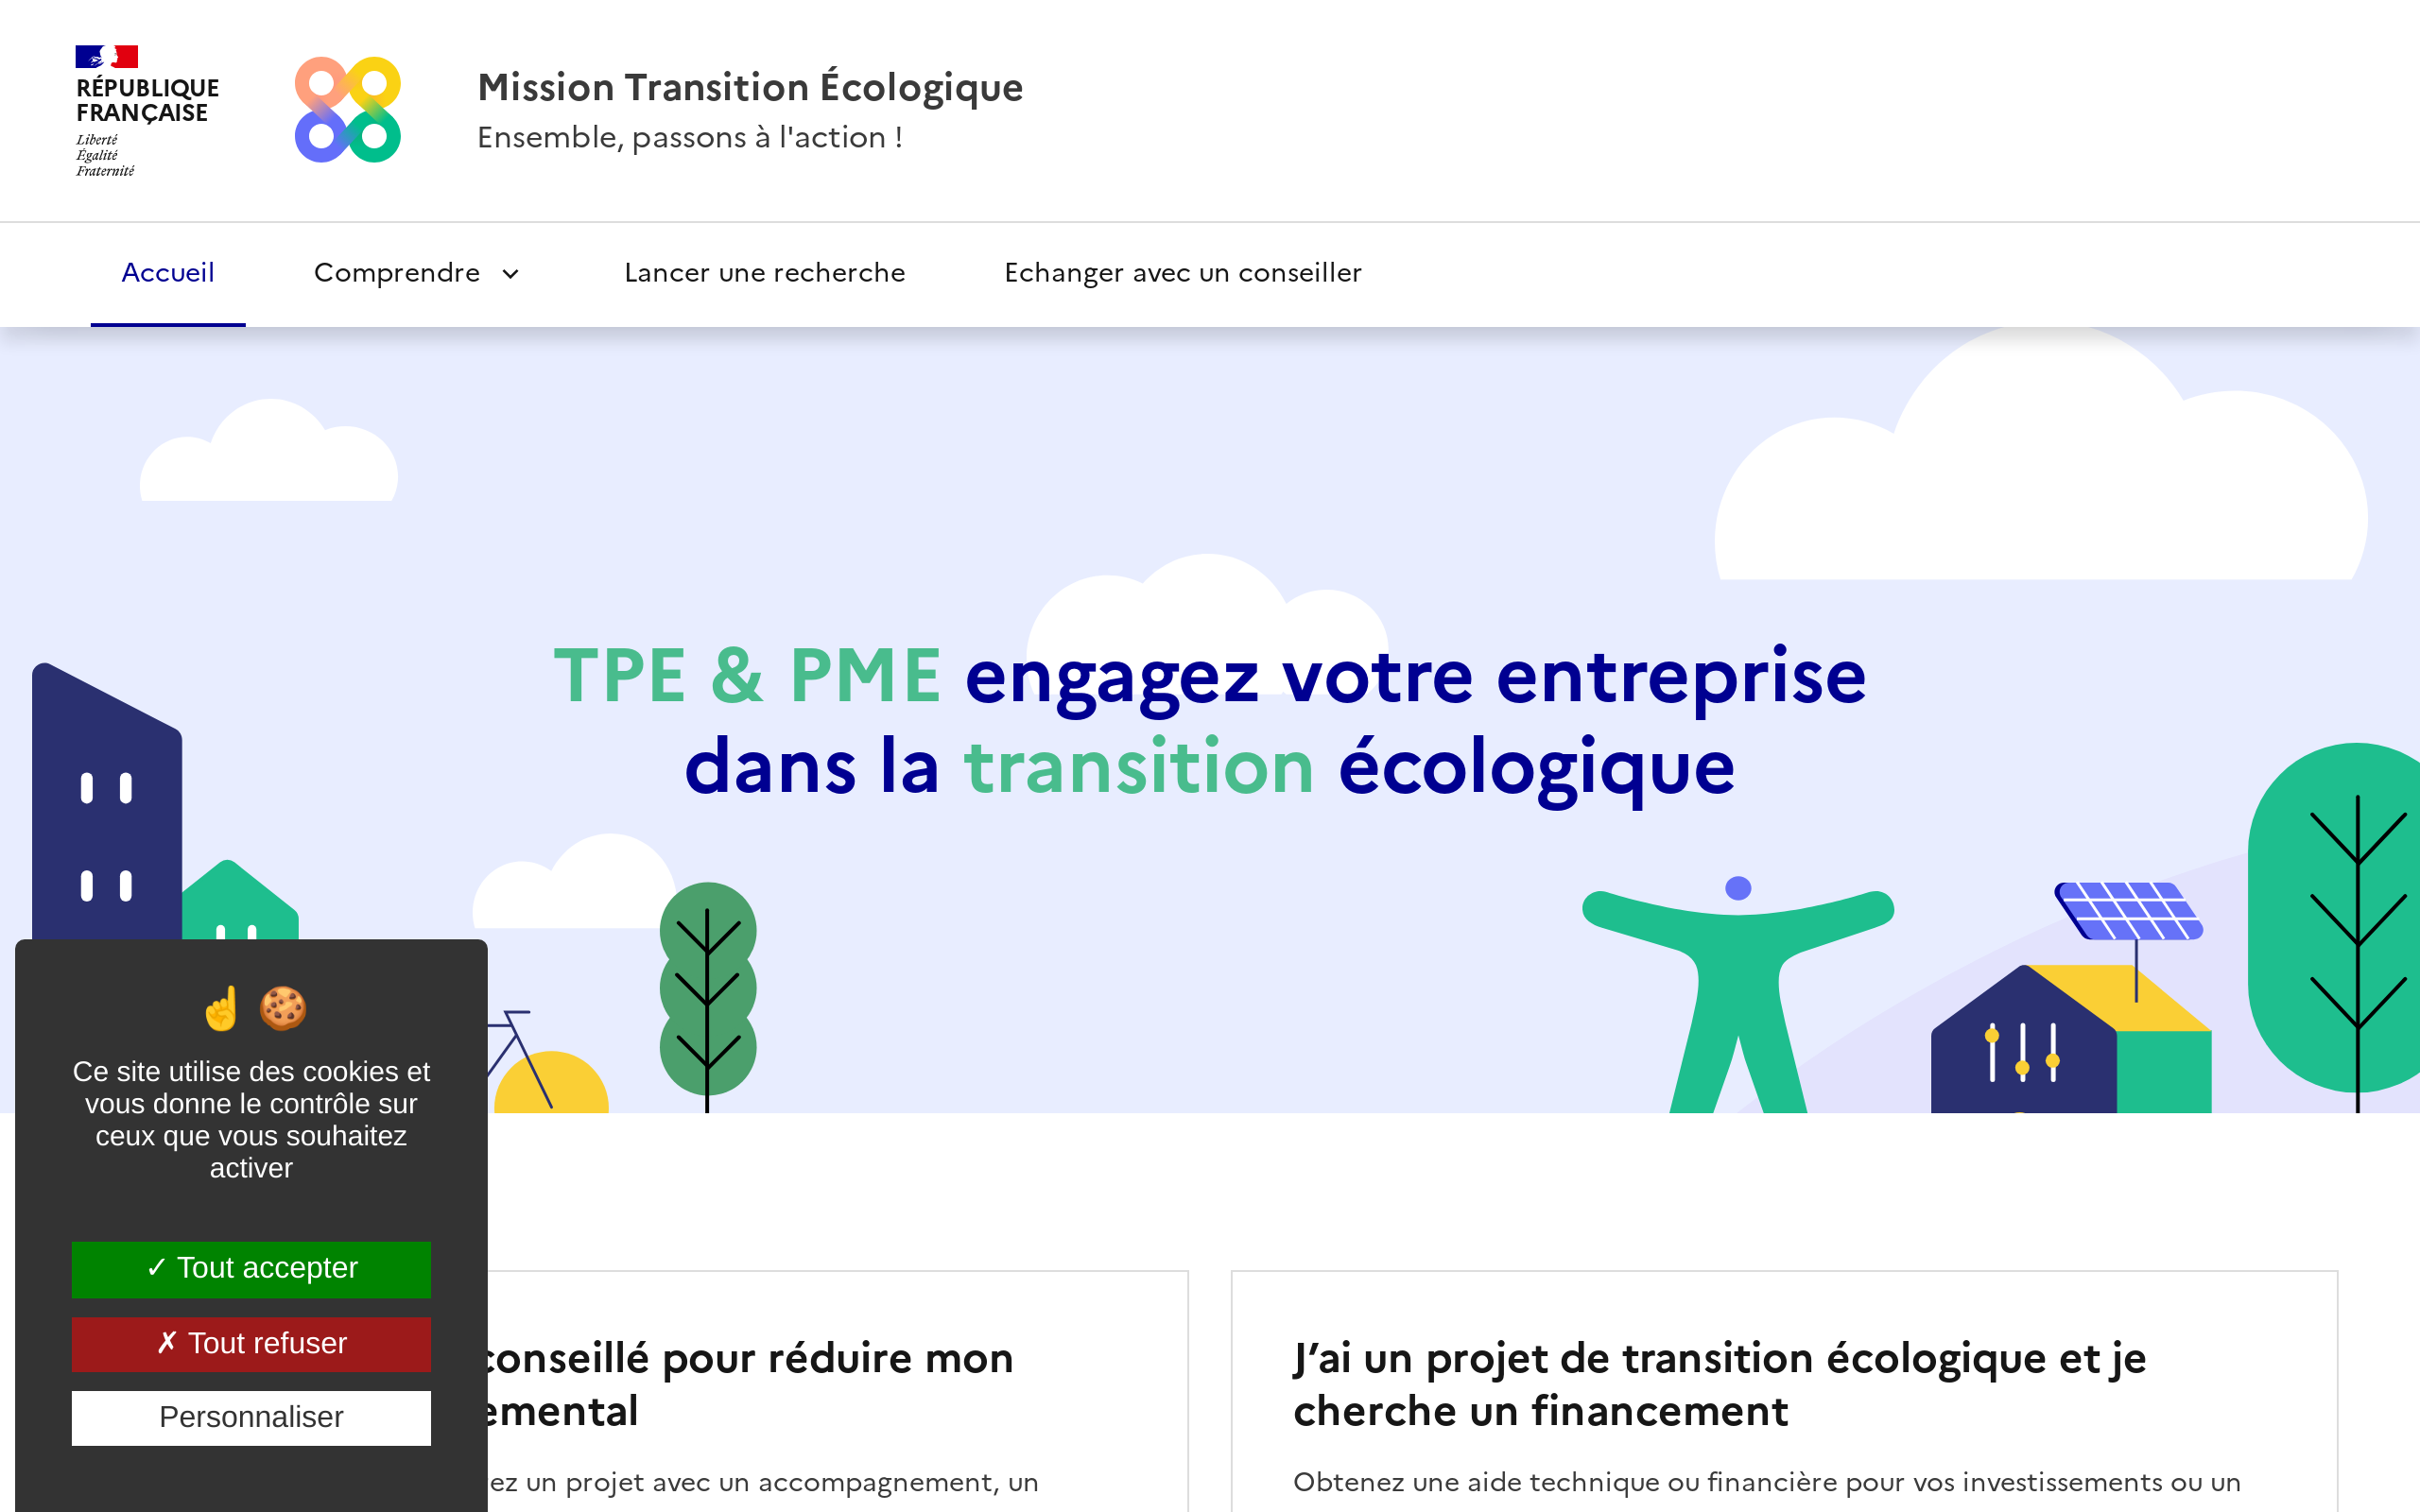 RÉPUBLIQUE
FRANÇAISE
Liberté
Égalité
Fraternité
Mission Transition Écologique
Ensemble, passons à l'action !
Accueil
Comprendre
Lancer une recherche
Echanger avec un conseiller
TPE & PME engagez votre entreprise
dans la transition écologique
☝️ 🍪
Ce site utilise des cookies et
vous donne le contrôle sur
ceux que vous souhaitez
activer
✓ Tout accepter
✗ Tout refuser
Personnaliser
conseillé pour réduire mon
emental
ez un projet avec un accompagnement, un
J’ai un projet de transition écologique et je
cherche un financement
Obtenez une aide technique ou financière pour vos investissements ou un